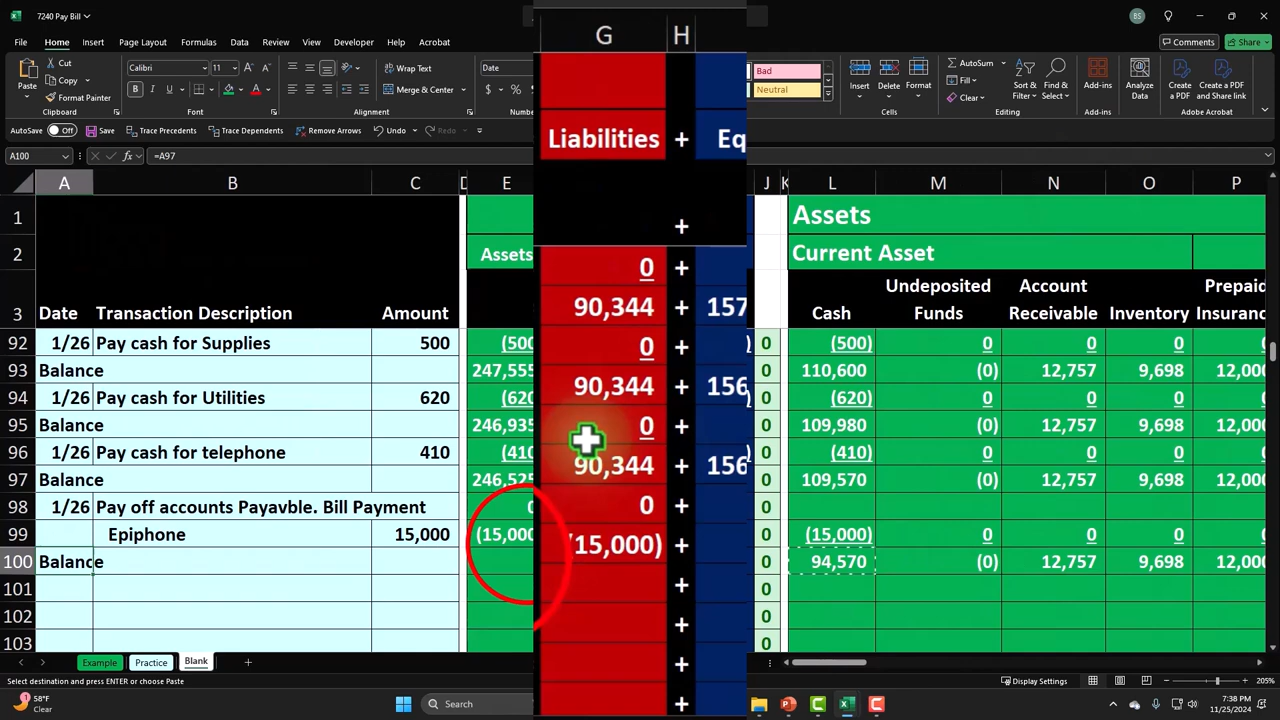 7240 Pay Bill
BS
Comments
Share
File Home Insert Page Layout Formulas Data Review View Developer Help Acrobat
Cut
Copy
Format Painter
Paste
Clipboard
Calibri 11
Font
Wrap Text
Merge & Center
Alignment
Date
Bad
Neutral
Insert Delete Format
Cells
AutoSum
Fill
Clear
Sort & Filter
Find & Select
Editing
Add-ins
Add-ins
Analyze Data
Create a PDF
Create a PDF and Share link
Adobe Acrobat
AutoSave Off Trace Precedents Trace Dependents Remove Arrows Undo Redo
A100 fx =A97
A B C D E G H J K L M N O P
1 Assets
2 Assets Liabilities + Eq Current Asset
3 Date Transaction Description Amount + Cash Undeposited Funds Account Receivable Inventory Prepaid Insuranc
92 1/26 Pay cash for Supplies 500 (500 0 + 0 (500) 0 0 0 0
93 Balance 247,555 90,344 + 157 0 110,600 (0) 12,757 9,698 12,000
94 1/26 Pay cash for Utilities 620 (620 0 + 0 (620) 0 0 0 0
95 Balance 246,935 90,344 + 156 0 109,980 (0) 12,757 9,698 12,000
96 1/26 Pay cash for telephone 410 (410 0 + 0 (410) 0 0 0 0
97 Balance 246,525 90,344 + 156 0 109,570 (0) 12,757 9,698 12,000
98 1/26 Pay off accounts Payavble. Bill Payment 0 0 + 0
99 Epiphone 15,000 (15,000 (15,000) + 0 (15,000) 0 0 0 0
100 Balance + 0 94,570 (0) 12,757 9,698 12,000
101 + 0
102 + 0
103 + 0
Example Practice Blank +
Select destination and press ENTER or choose Paste
Display Settings
205%
1
58°F
Clear
Search
7:38 PM
11/25/2024